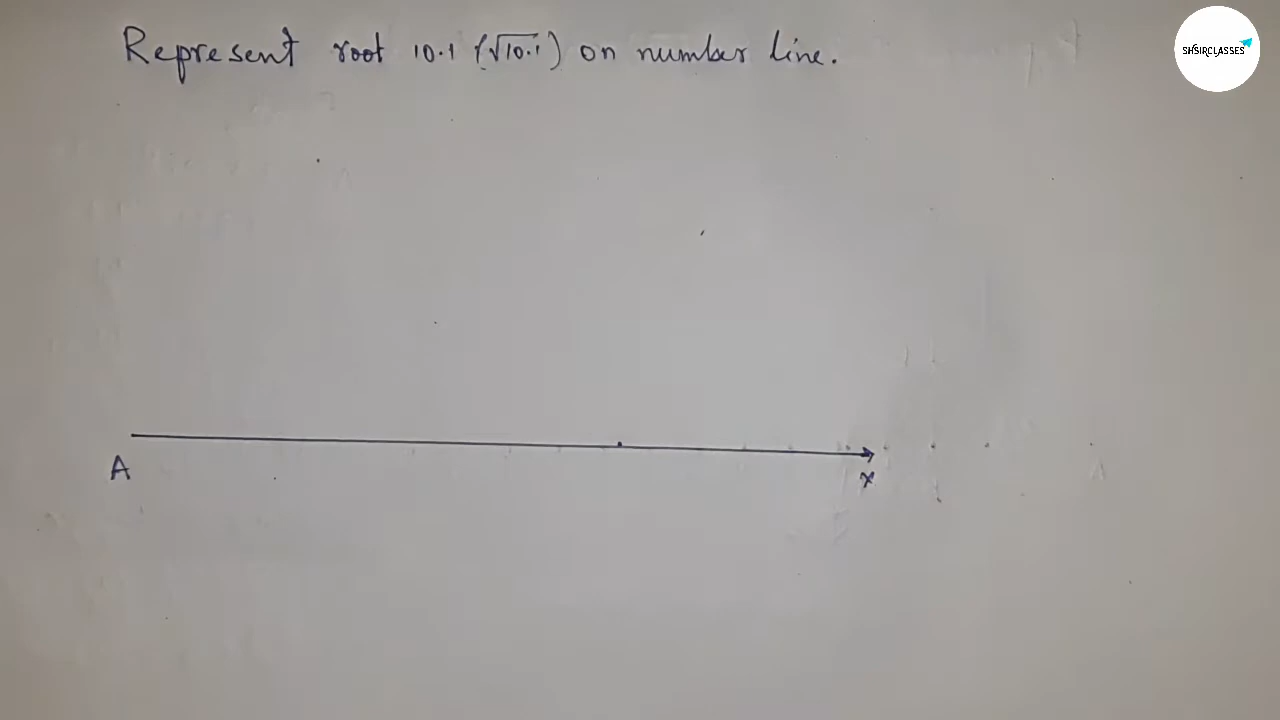 Represent root 10.1 (√10.1) on number line.
SHSIRCLASSES
A
x